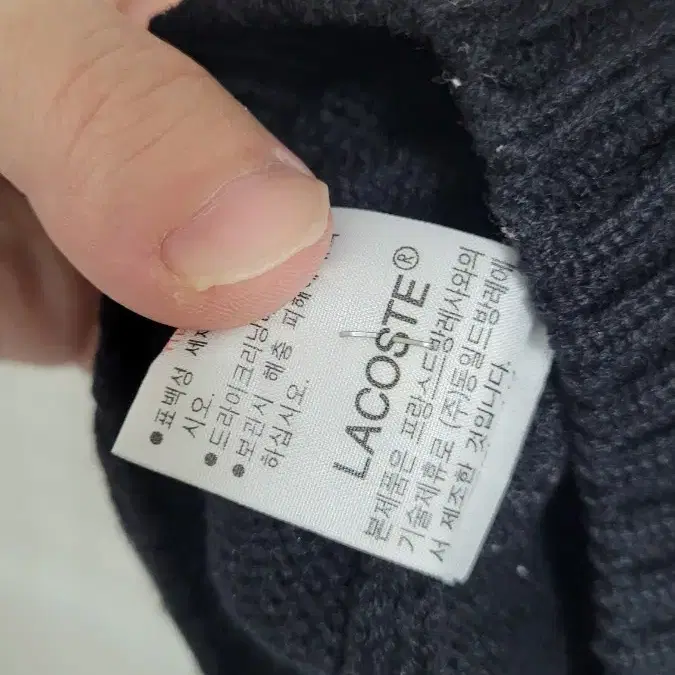 ●표백성 세
시오.
●드라이크리닝
●보관시 해충 피해
하십시오.
LACOSTE®
본제품은 프랑스드방레사와의
기술제휴로 (주)동일드방레에
서 제조한 것입니다.